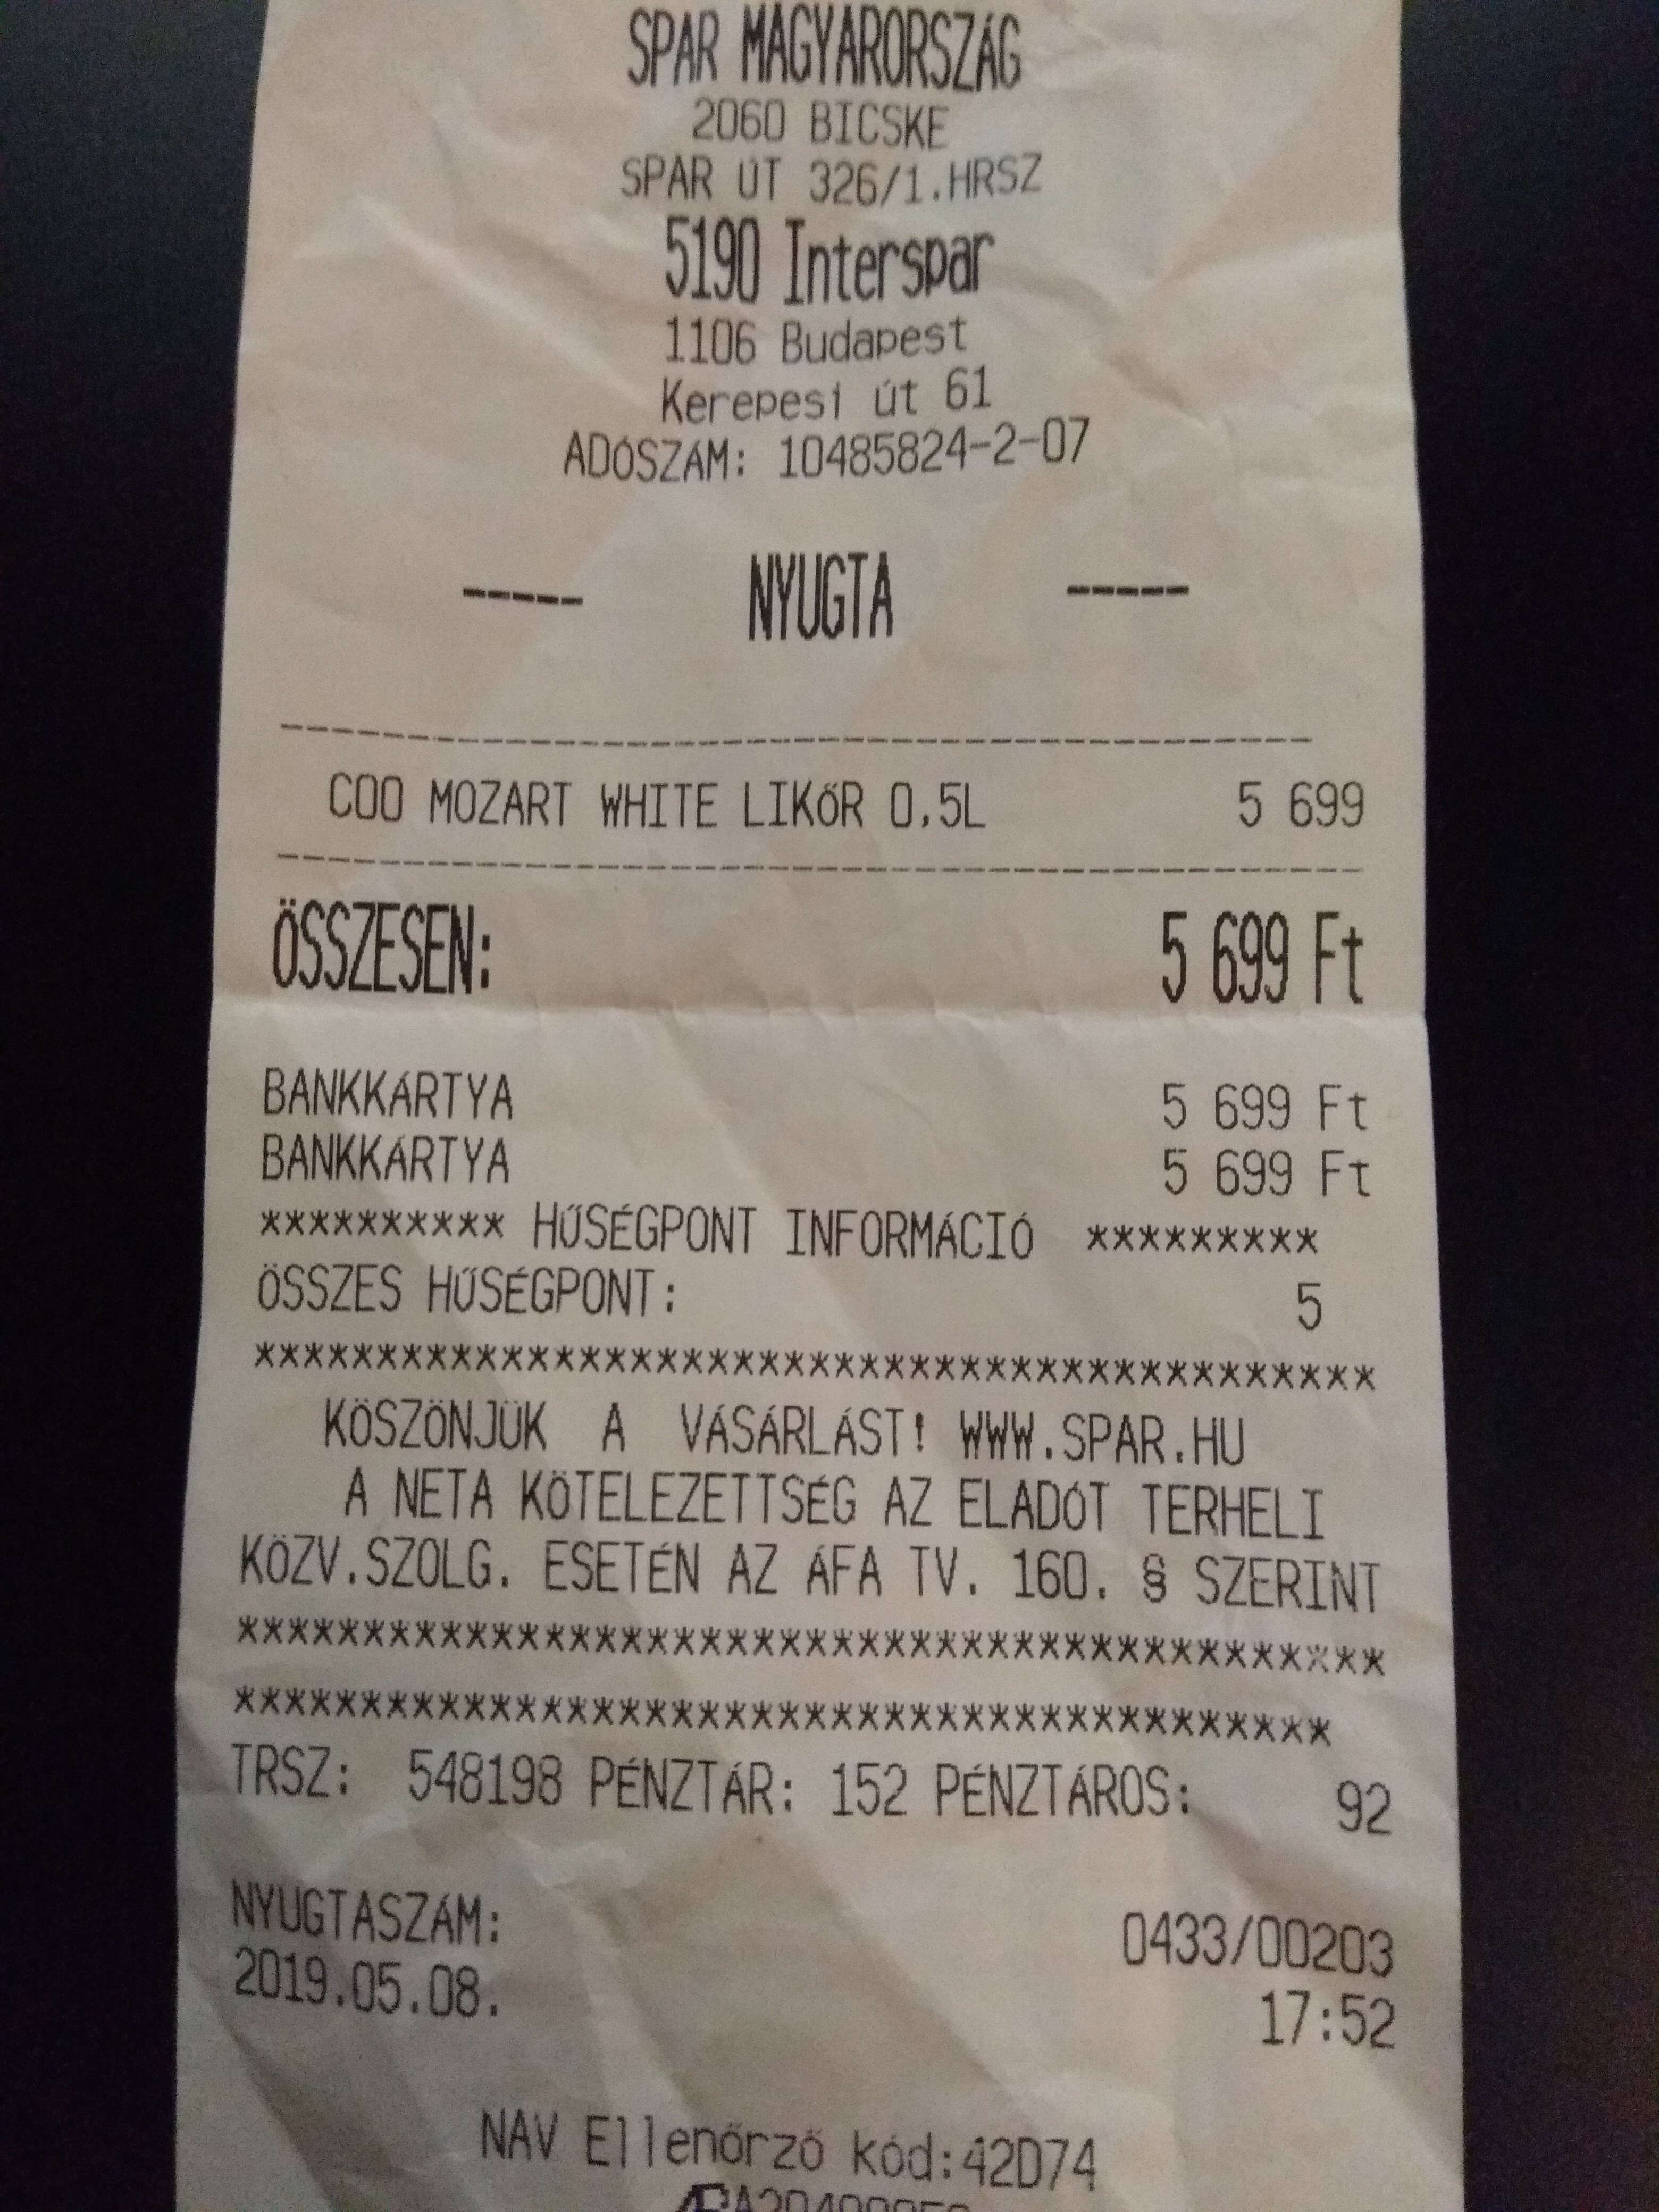 SPAR MAGYARORSZÁG
2060 BICSKE
SPAR ÚT 326/1.HRSZ
5190 Interspar
1106 Budapest
Kerepesi út 61
ADÓSZÁM: 10485824-2-07
----- NYUGTA -----
C00 MOZART WHITE LIKŐR 0,5L 5 699
ÖSSZESEN: 5 699 Ft
BANKKÁRTYA 5 699 Ft
BANKKÁRTYA 5 699 Ft
********** HŰSÉGPONT INFORMÁCIÓ *********
ÖSSZES HŰSÉGPONT: 5
**********************************************
KÖSZÖNJÜK A VÁSÁRLÁST! WWW.SPAR.HU
A NETA KÖTELEZETTSÉG AZ ELADÓT TERHELI
KÖZV.SZOLG. ESETÉN AZ ÁFA TV. 160. § SZERINT
**********************************************
********************************************
TRSZ: 548198 PÉNZTÁR: 152 PÉNZTÁROS: 92
NYUGTASZÁM: 0433/00203
2019.05.08. 17:52
NAV Ellenőrző kód:42D74